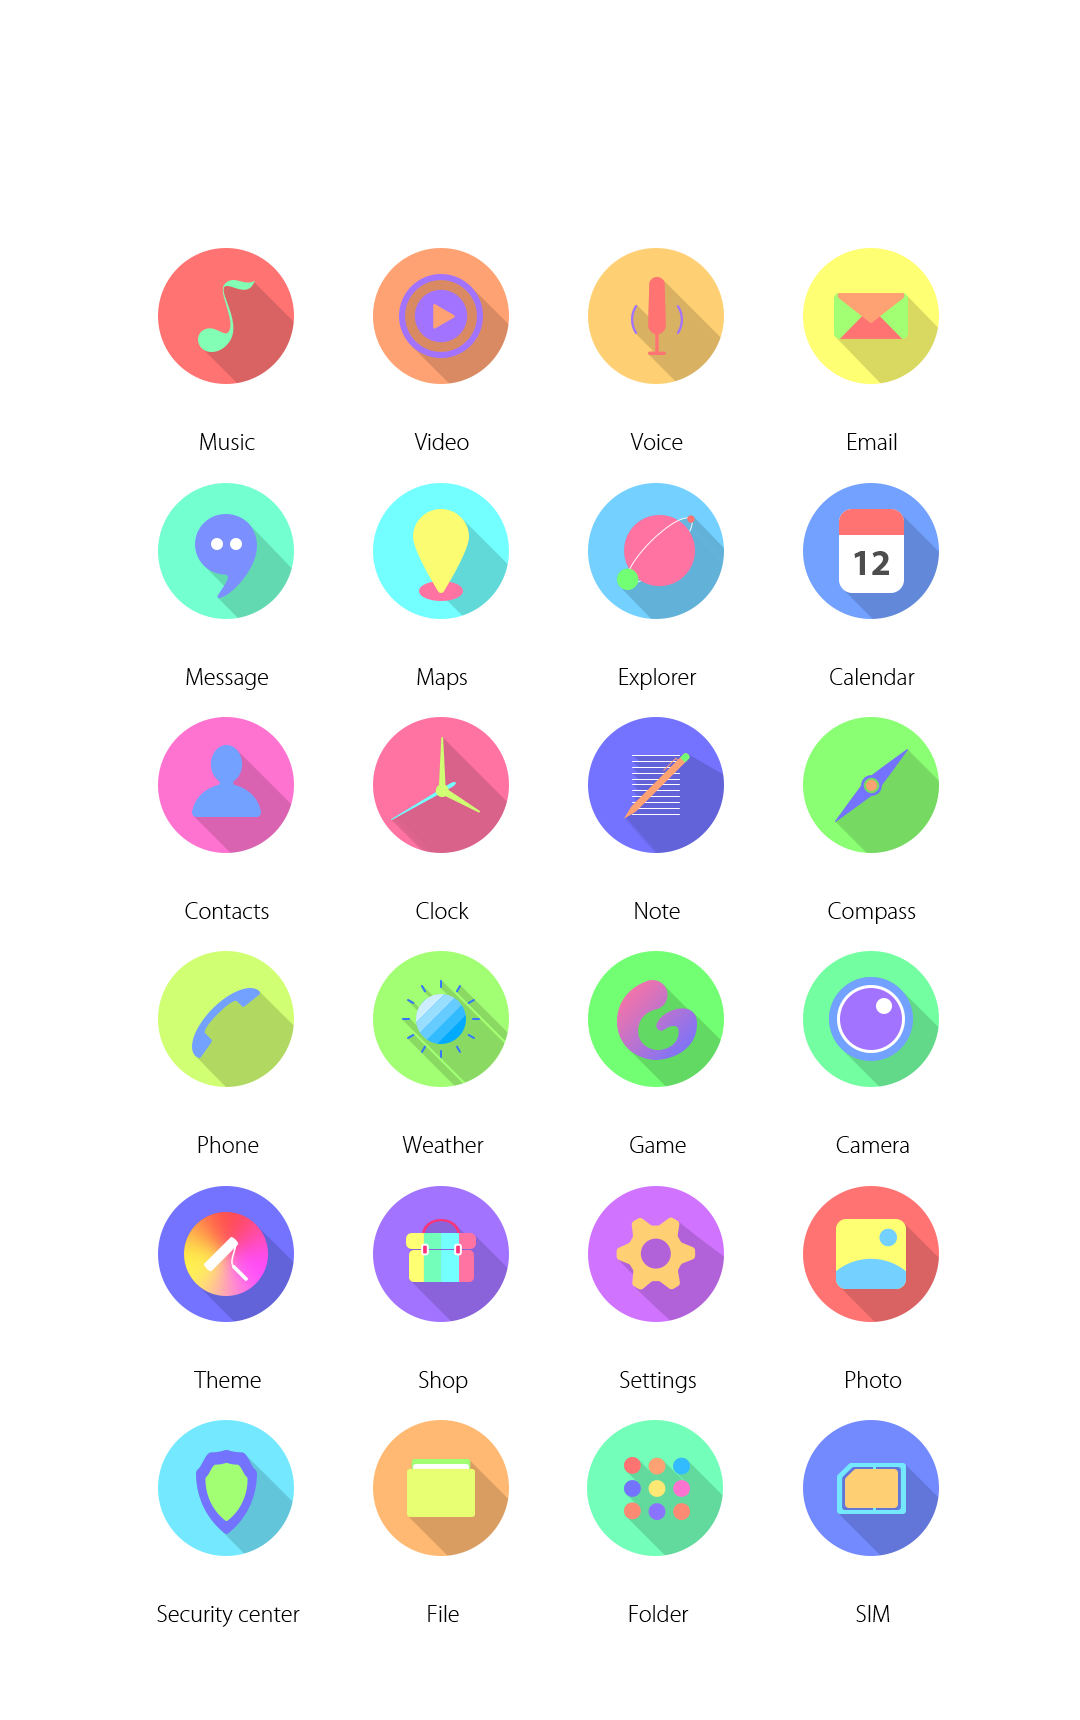 Music Video Voice Email
12
Message Maps Explorer Calendar
Contacts Clock Note Compass
Phone Weather Game Camera
Theme Shop Settings Photo
Security center File Folder SIM